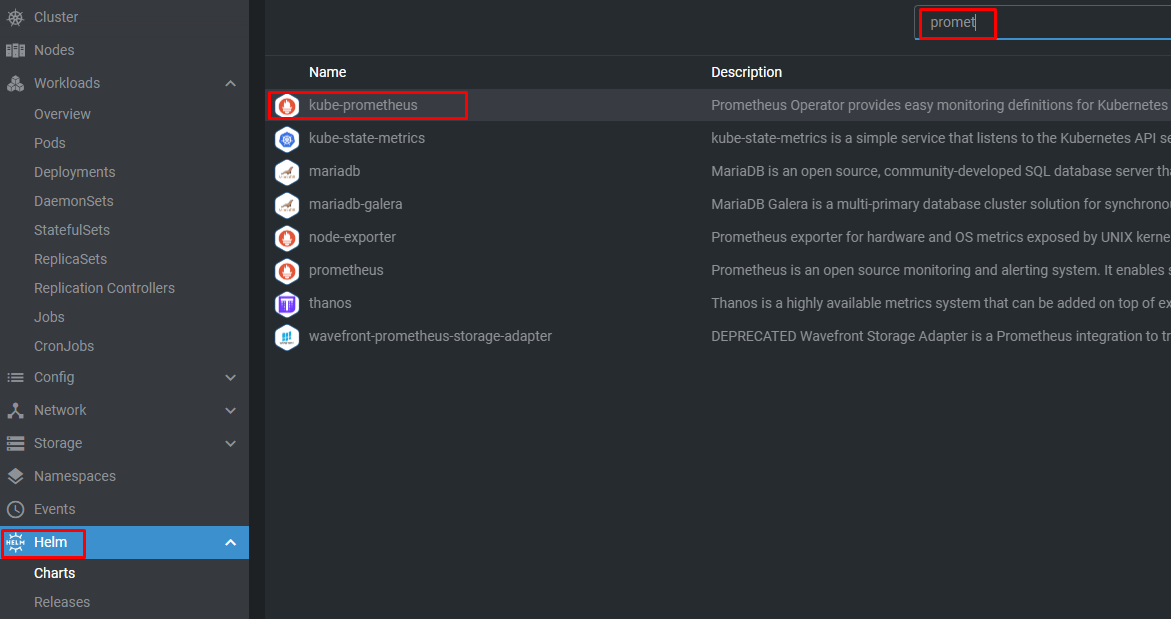 Cluster
Nodes
Workloads
Overview
Pods
Deployments
DaemonSets
StatefulSets
ReplicaSets
Replication Controllers
Jobs
CronJobs
Config
Network
Storage
Namespaces
Events
HELM Helm
Charts
Releases
promet
Name Description
kube-prometheus Prometheus Operator provides easy monitoring definitions for Kubernetes
kube-state-metrics kube-state-metrics is a simple service that listens to the Kubernetes API se
mariadb MariaDB is an open source, community-developed SQL database server tha
mariadb-galera MariaDB Galera is a multi-primary database cluster solution for synchrono
node-exporter Prometheus exporter for hardware and OS metrics exposed by UNIX kerne
prometheus Prometheus is an open source monitoring and alerting system. It enables s
thanos Thanos is a highly available metrics system that can be added on top of ex
wavefront-prometheus-storage-adapter DEPRECATED Wavefront Storage Adapter is a Prometheus integration to tr